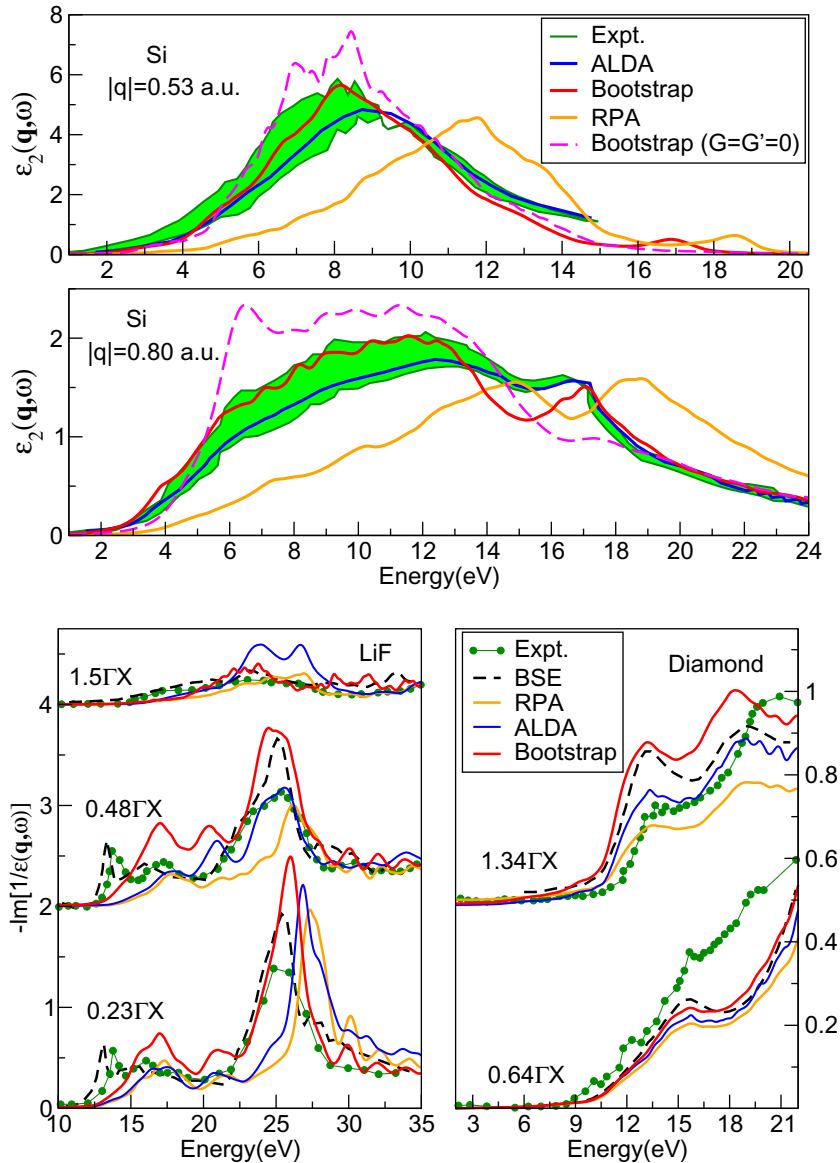 Si
|q|=0.53 a.u.
Expt.
ALDA
Bootstrap
RPA
Bootstrap (G=G'=0)
ε₂(q,ω)
8
6
4
2
0
2 4 6 8 10 12 14 16 18 20
Si
|q|=0.80 a.u.
ε₂(q,ω)
2
1
0
2 4 6 8 10 12 14 16 18 20 22 24
Energy(eV)
LiF
1.5ΓX
0.48ΓX
0.23ΓX
-Im[1/ε(q,ω)]
4
3
2
1
0
10 15 20 25 30 35
Energy(eV)
Expt.
BSE
RPA
ALDA
Bootstrap
Diamond
1.34ΓX
0.64ΓX
1
0.8
0.6
0.4
0.2
3 6 9 12 15 18 21
Energy(eV)